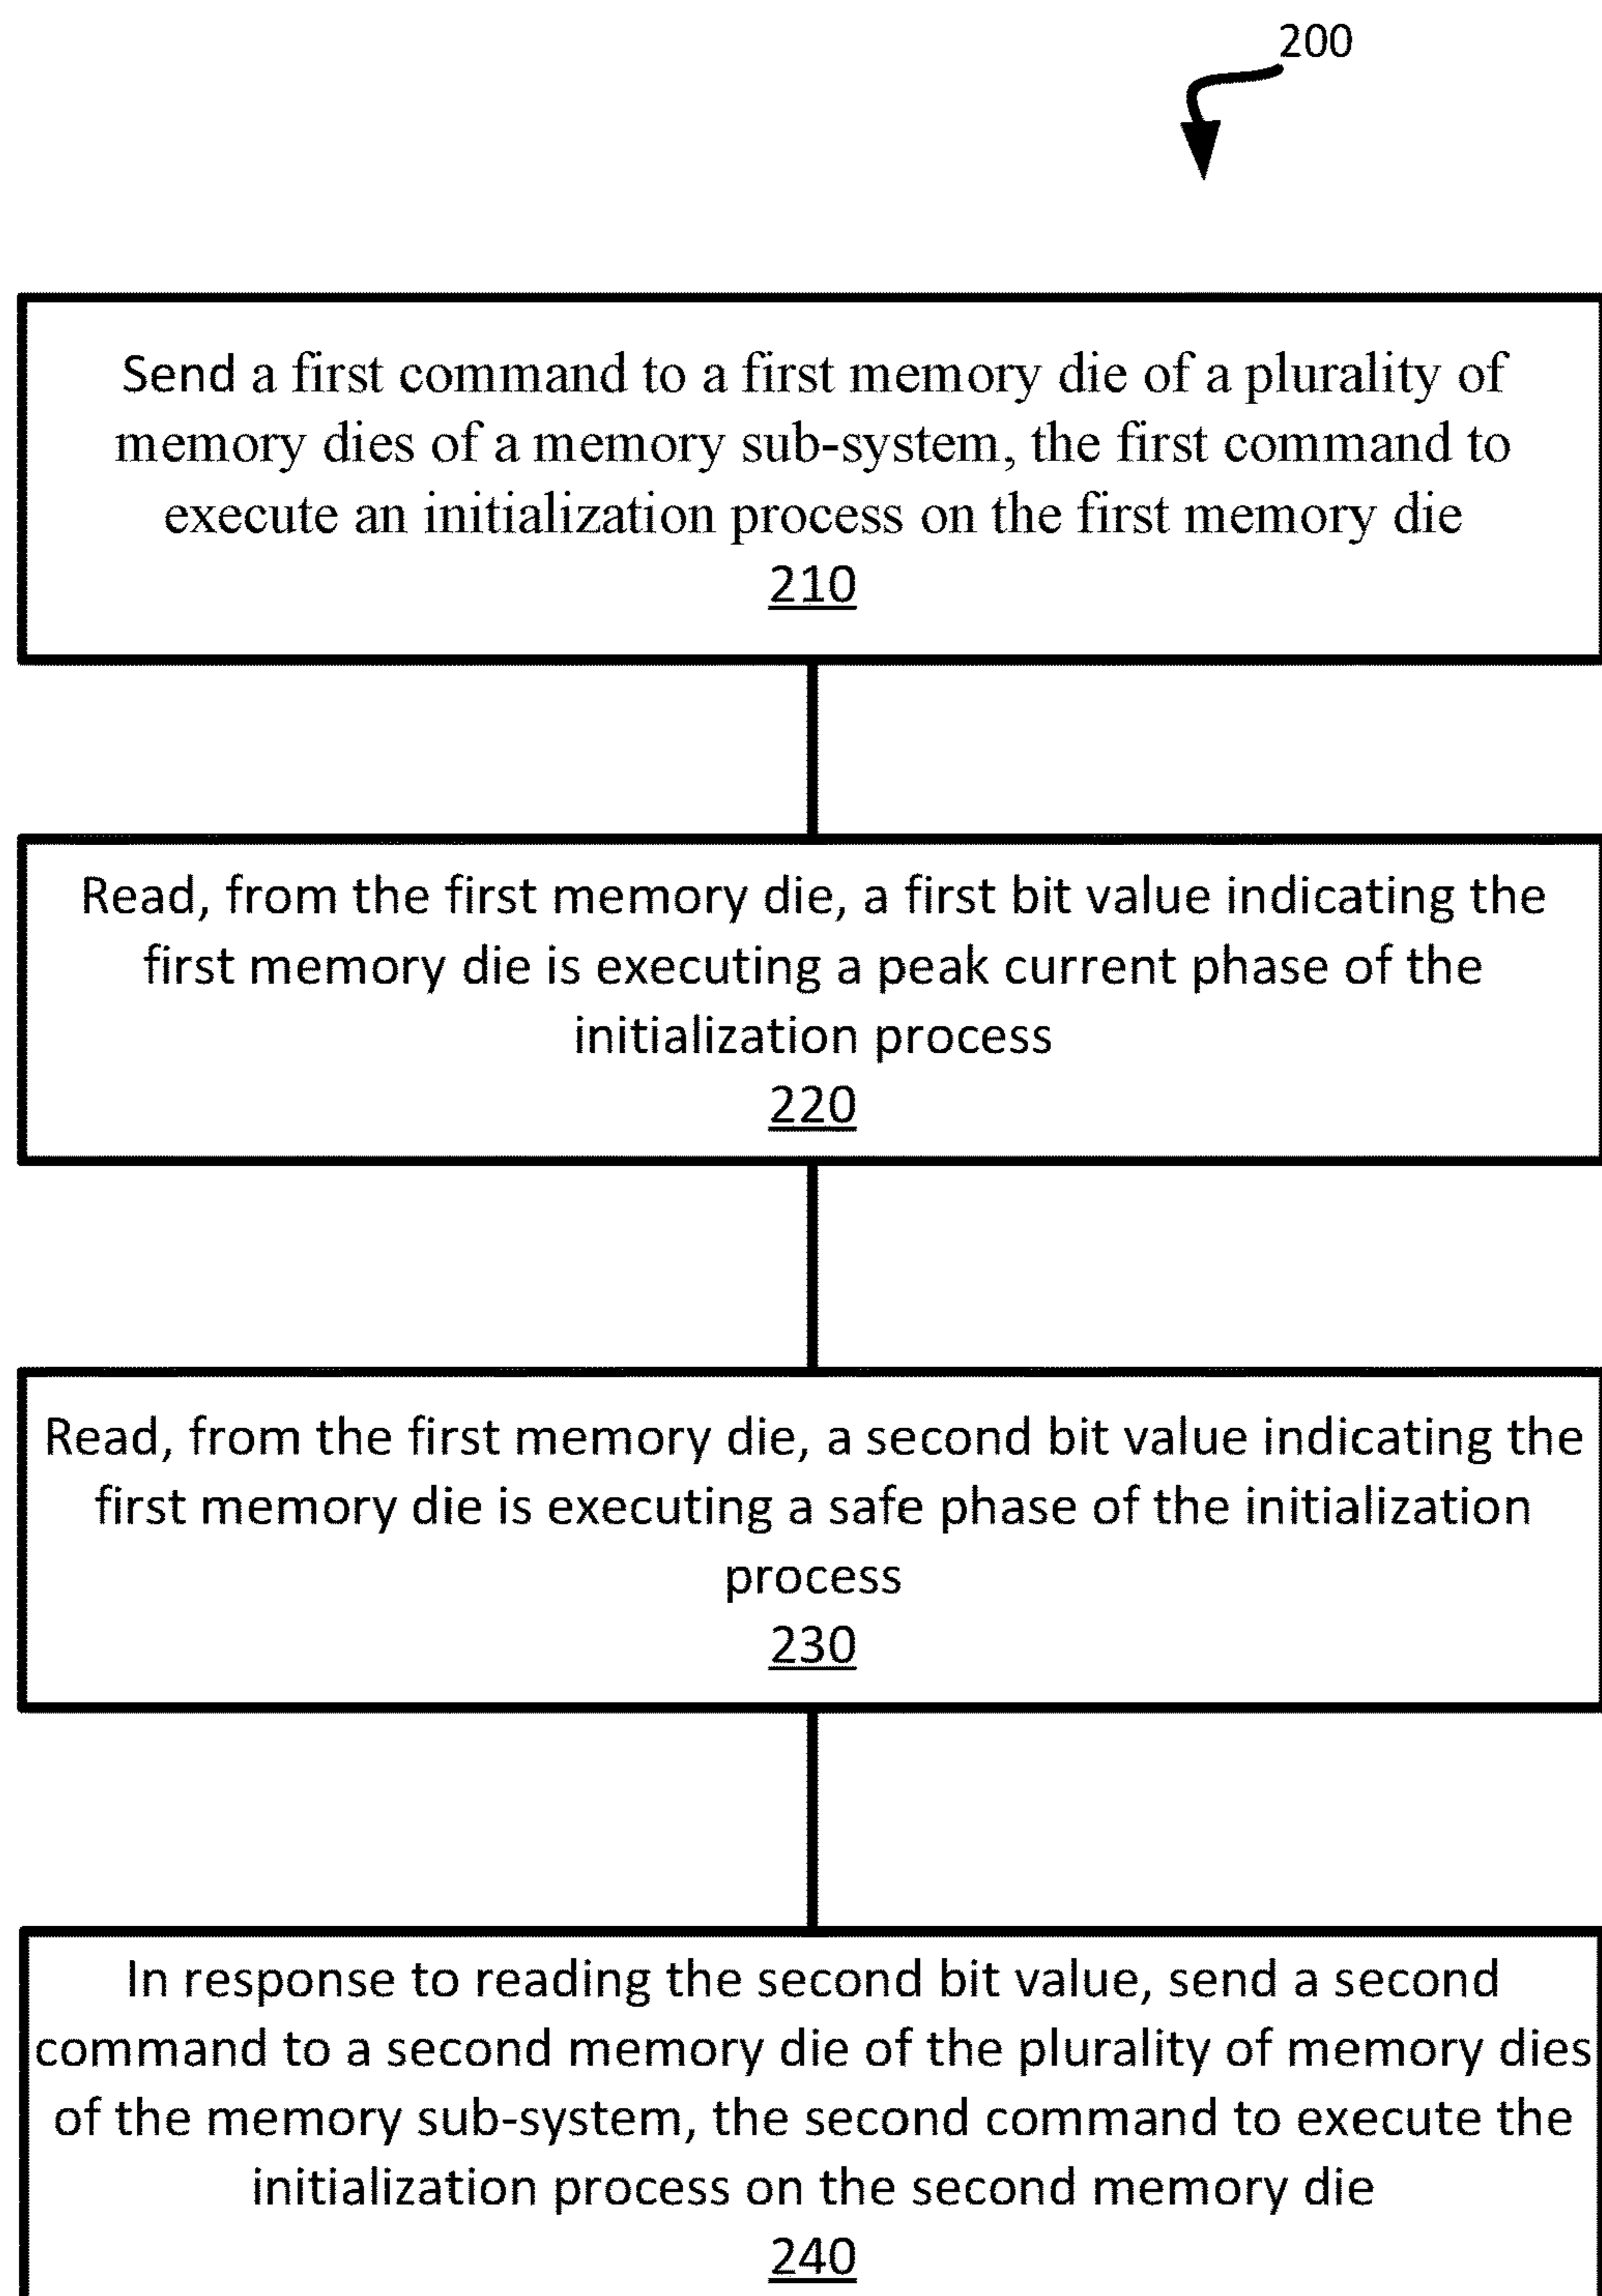 200
Send a first command to a first memory die of a plurality of
memory dies of a memory sub-system, the first command to
execute an initialization process on the first memory die
210
Read, from the first memory die, a first bit value indicating the
first memory die is executing a peak current phase of the
initialization process
220
Read, from the first memory die, a second bit value indicating the
first memory die is executing a safe phase of the initialization
process
230
In response to reading the second bit value, send a second
command to a second memory die of the plurality of memory dies
of the memory sub-system, the second command to execute the
initialization process on the second memory die
240